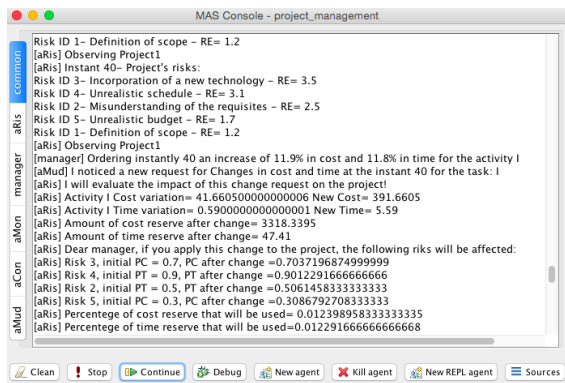 MAS Console - project_management
common
aRis
manager
aMon
aCon
aMud
Risk ID 1- Definition of scope - RE= 1.2
[aRis] Observing Project1
[aRis] Instant 40- Project's risks:
Risk ID 3- Incorporation of a new technology - RE= 3.5
Risk ID 4- Unrealistic schedule - RE= 3.1
Risk ID 2- Misunderstanding of the requisites - RE= 2.5
Risk ID 5- Unrealistic budget - RE= 1.7
Risk ID 1- Definition of scope - RE= 1.2
[aRis] Observing Project1
[manager] Ordering instantly 40 an increase of 11.9% in cost and 11.8% in time for the activity I
[aMud] I noticed a new request for Changes in cost and time at the instant 40 for the task: I
[aRis] I will evaluate the impact of this change request on the project!
[aRis] Activity I Cost variation= 41.660500000000006 New Cost= 391.6605
[aRis] Activity I Time variation= 0.5900000000000001 New Time= 5.59
[aRis] Amount of cost reserve after change= 3318.3395
[aRis] Amount of time reserve after change= 47.41
[aRis] Dear manager, if you apply this change to the project, the following riks will be affected:
[aRis] Risk 3, initial PC = 0.7, PC after change =0.7037196874999999
[aRis] Risk 4, initial PT = 0.9, PT after change =0.9012291666666666
[aRis] Risk 2, initial PT = 0.5, PT after change =0.5061458333333333
[aRis] Risk 5, initial PC = 0.3, PC after change =0.3086792708333333
[aRis] Percentege of cost reserve that will be used= 0.012398958333333335
[aRis] Percentege of time reserve that will be used=0.012291666666666668
Clean
Stop
Continue
Debug
New agent
Kill agent
New REPL agent
Sources